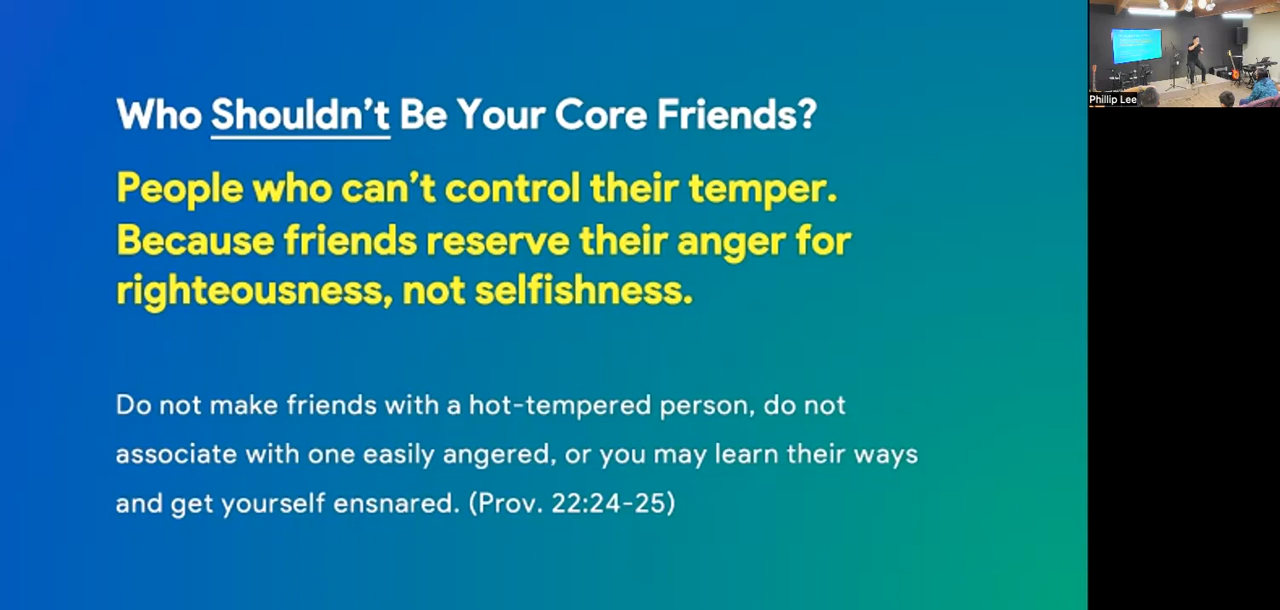 Who Shouldn't Be Your Core Friends?
People who can't control their temper.
Because friends reserve their anger for
righteousness, not selfishness.
Do not make friends with a hot-tempered person, do not
associate with one easily angered, or you may learn their ways
and get yourself ensnared. (Prov. 22:24-25)
Phillip Lee